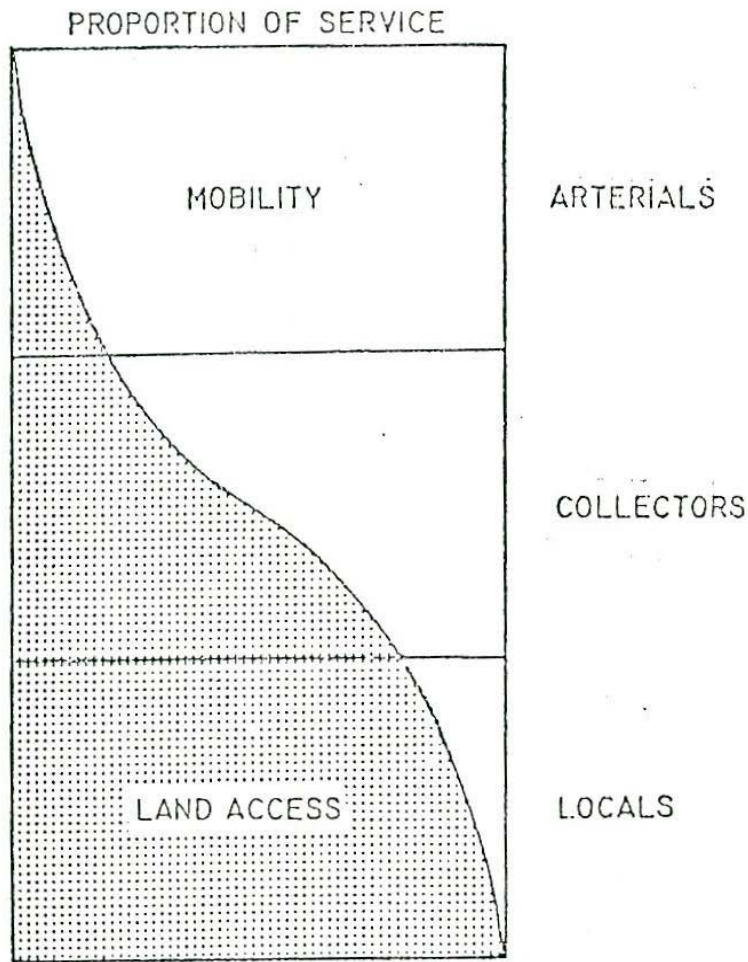 PROPORTION OF SERVICE
MOBILITY
ARTERIALS
COLLECTORS
LAND ACCESS
LOCALS